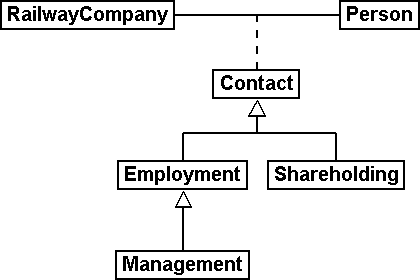 RailwayCompany Person
Contact
Employment Shareholding
Management